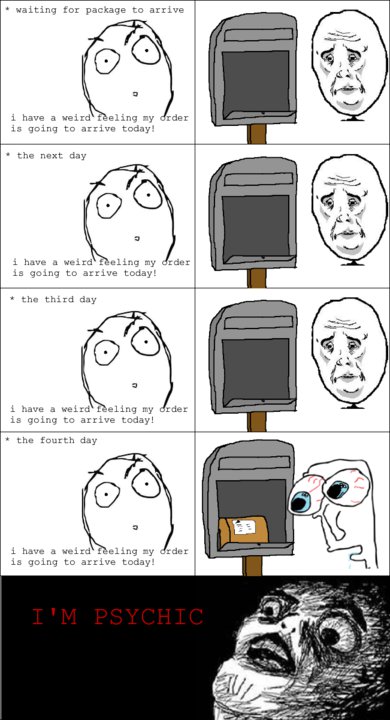 * waiting for package to arrive
i have a weird feeling my order
is going to arrive today!
* the next day
i have a weird feeling my order
is going to arrive today!
* the third day
i have a weird feeling my order
is going to arrive today!
* the fourth day
i have a weird feeling my order
is going to arrive today!
I'M PSYCHIC